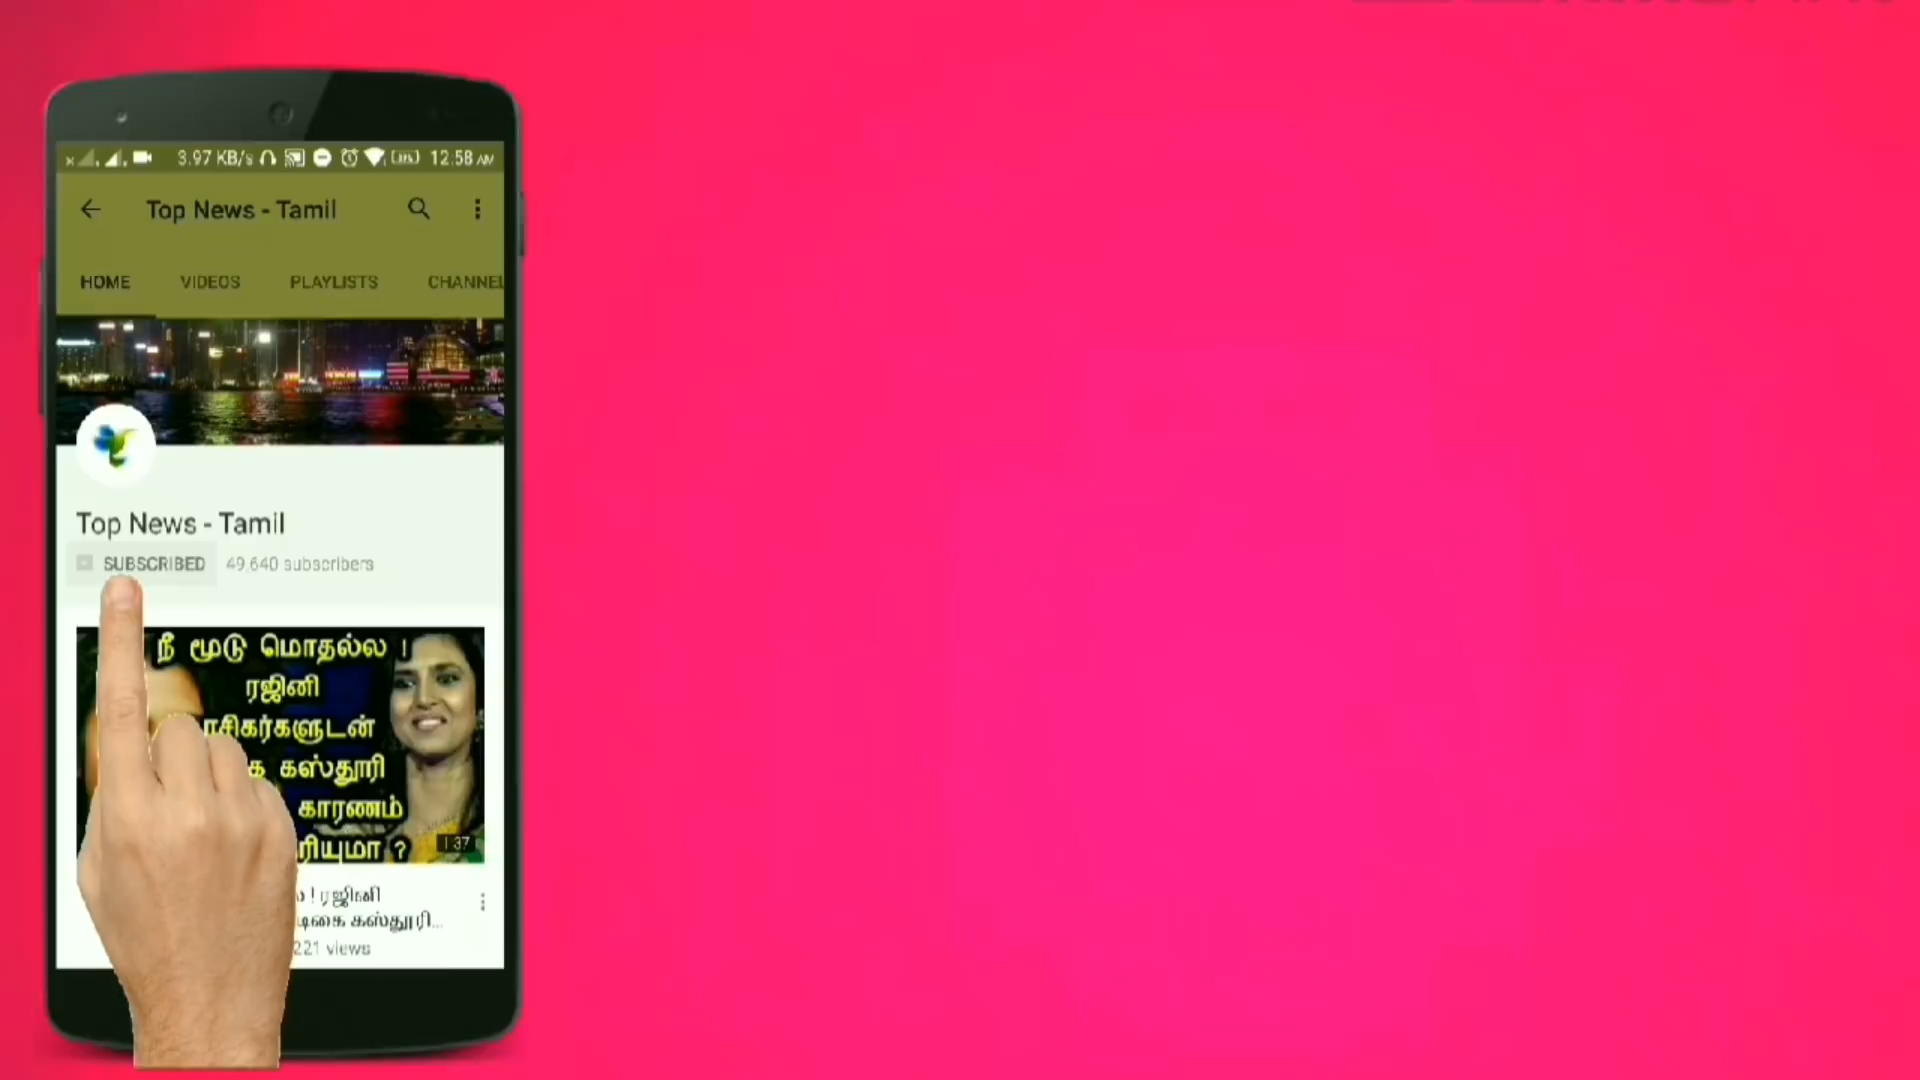 3.97 KB/s 12.58 AM
Top News - Tamil
HOME VIDEOS PLAYLISTS CHANNEL
Top News - Tamil
SUBSCRIBED 49,640 subscribers
நீ மூடு மொதல்ல !
ரஜினி
ரசிகர்களுடன்
கஸ்தூரி
காரணம்
ரியுமா ?
1:37
! ரஜினி
டிகை கஸ்தூரி...
221 views